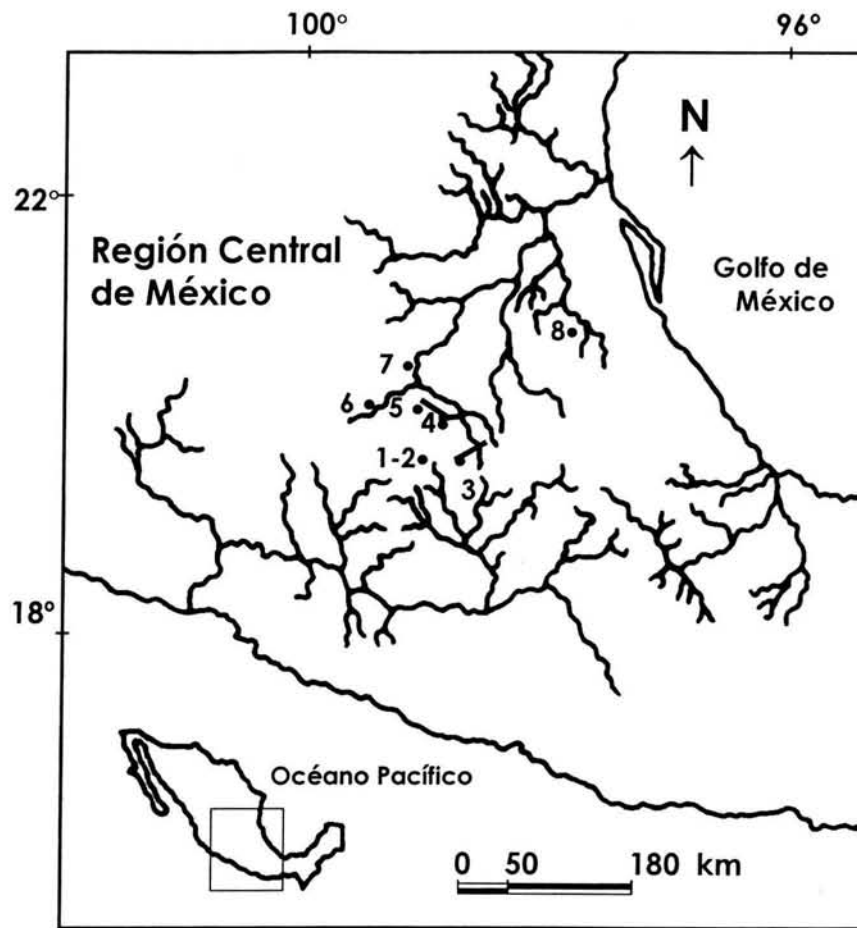 100°
96°
N
22°
Región Central
de México
Golfo de
México
8
7
6
5
4
1-2
3
18°
Océano Pacífico
0 50 180 km